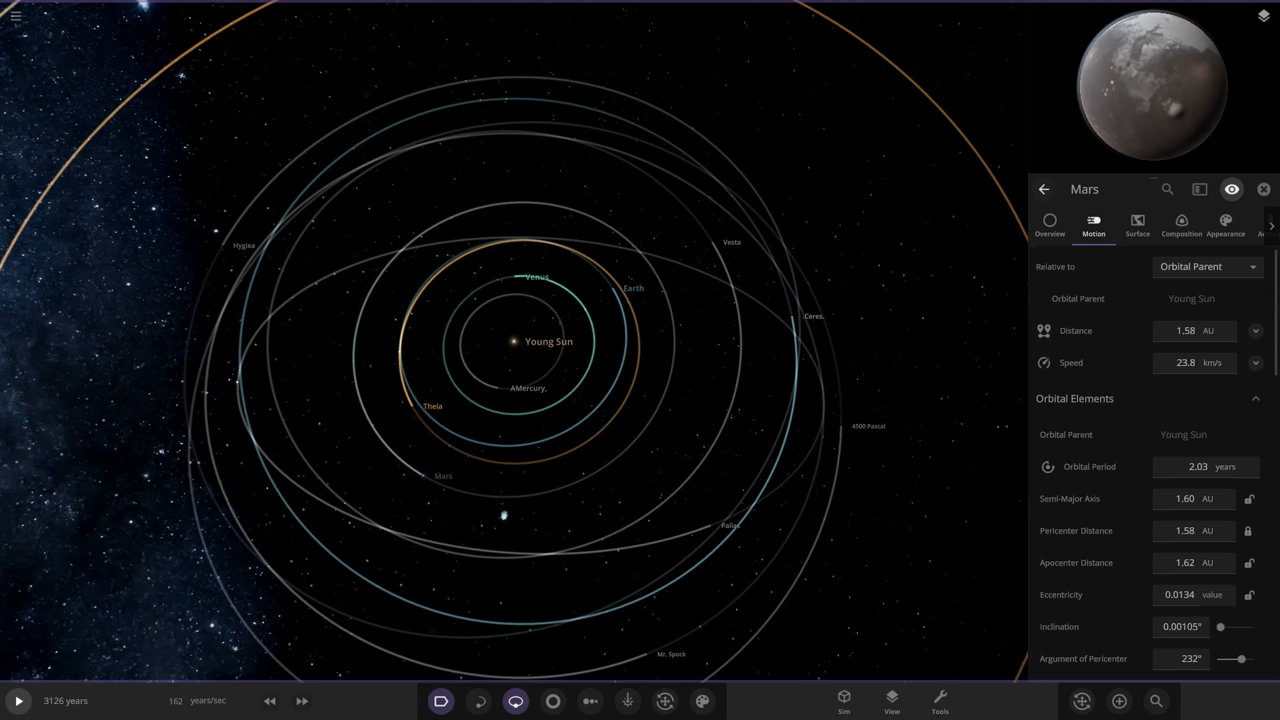 Hygiea
Vesta
Venus
Earth
Ceres.
Young Sun
AMercury,
Theia
4500 Pascal
Mars
Pallas
Mr. Spock
Mars
Overview
Motion
Surface
Composition
Appearance
Relative to
Orbital Parent
Orbital Parent
Young Sun
Distance
1.58 AU
Speed
23.8 km/s
Orbital Elements
Orbital Parent
Young Sun
Orbital Period
2.03 years
Semi-Major Axis
1.60 AU
Pericenter Distance
1.58 AU
Apocenter Distance
1.62 AU
Eccentricity
0.0134 value
Inclination
0.00105°
Argument of Pericenter
232°
3126 years
162 years/sec
Sim
View
Tools